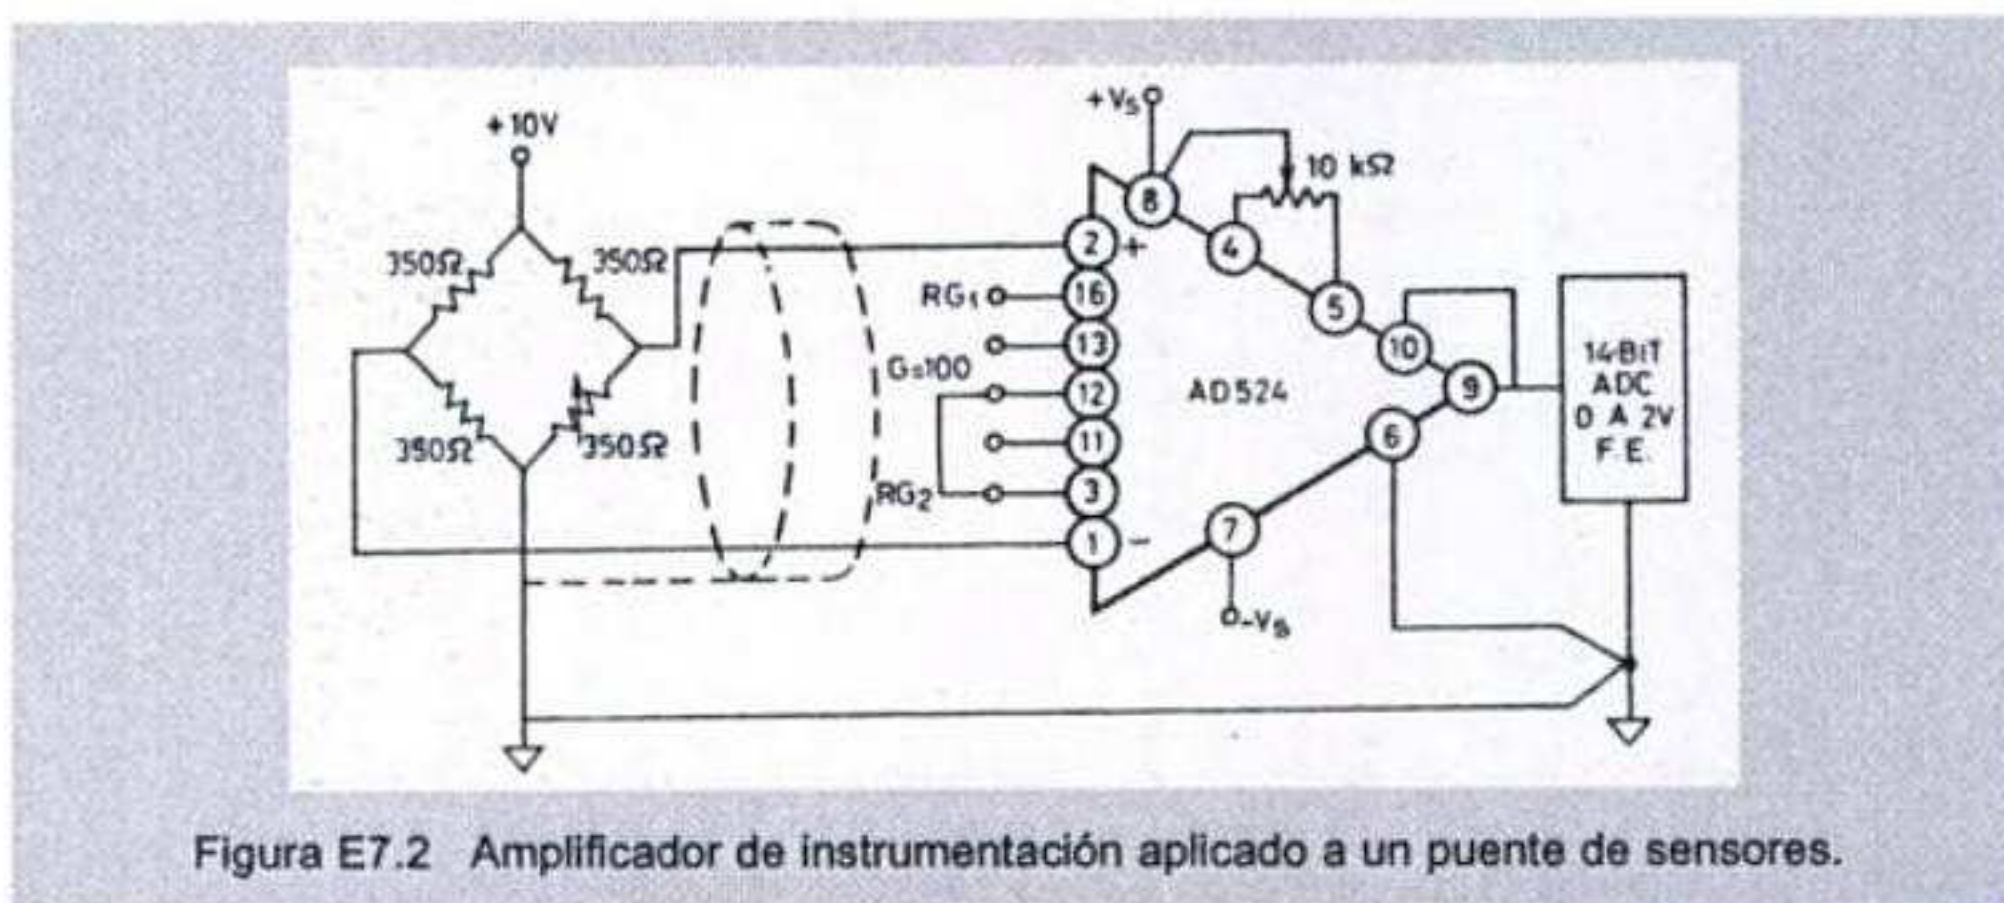 +10V
350Ω
350Ω
350Ω
350Ω
+VS
8
10 kΩ
2
+
4
RG1
16
5
13
10
14-BIT
ADC
0 A 2V
F.E.
G=100
12
AD524
9
11
6
RG2
3
7
1
-
-VS
Figura E7.2 Amplificador de instrumentación aplicado a un puente de sensores.